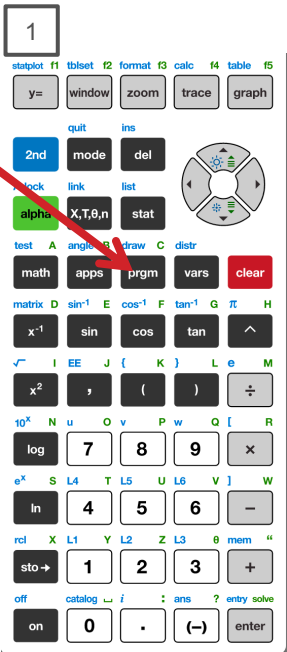 1
statplot f1 tblset f2 format f3 calc f4 table f5
y= window zoom trace graph
quit ins
2nd mode del
A-lock link list
alpha X,T,θ,n stat
test A angle B draw C distr
math apps prgm vars clear
matrix D sin⁻¹ E cos⁻¹ F tan⁻¹ G π H
x⁻¹ sin cos tan ^
√‾ I EE J { K } L e M
x² , ( ) ÷
10ˣ N u O v P w Q [ R
log 7 8 9 ×
eˣ S L4 T L5 U L6 V ] W
ln 4 5 6 −
rcl X L1 Y L2 Z L3 θ mem “
sto→ 1 2 3 +
off catalog ⎵ i : ans ? entry solve
on 0 . (–) enter